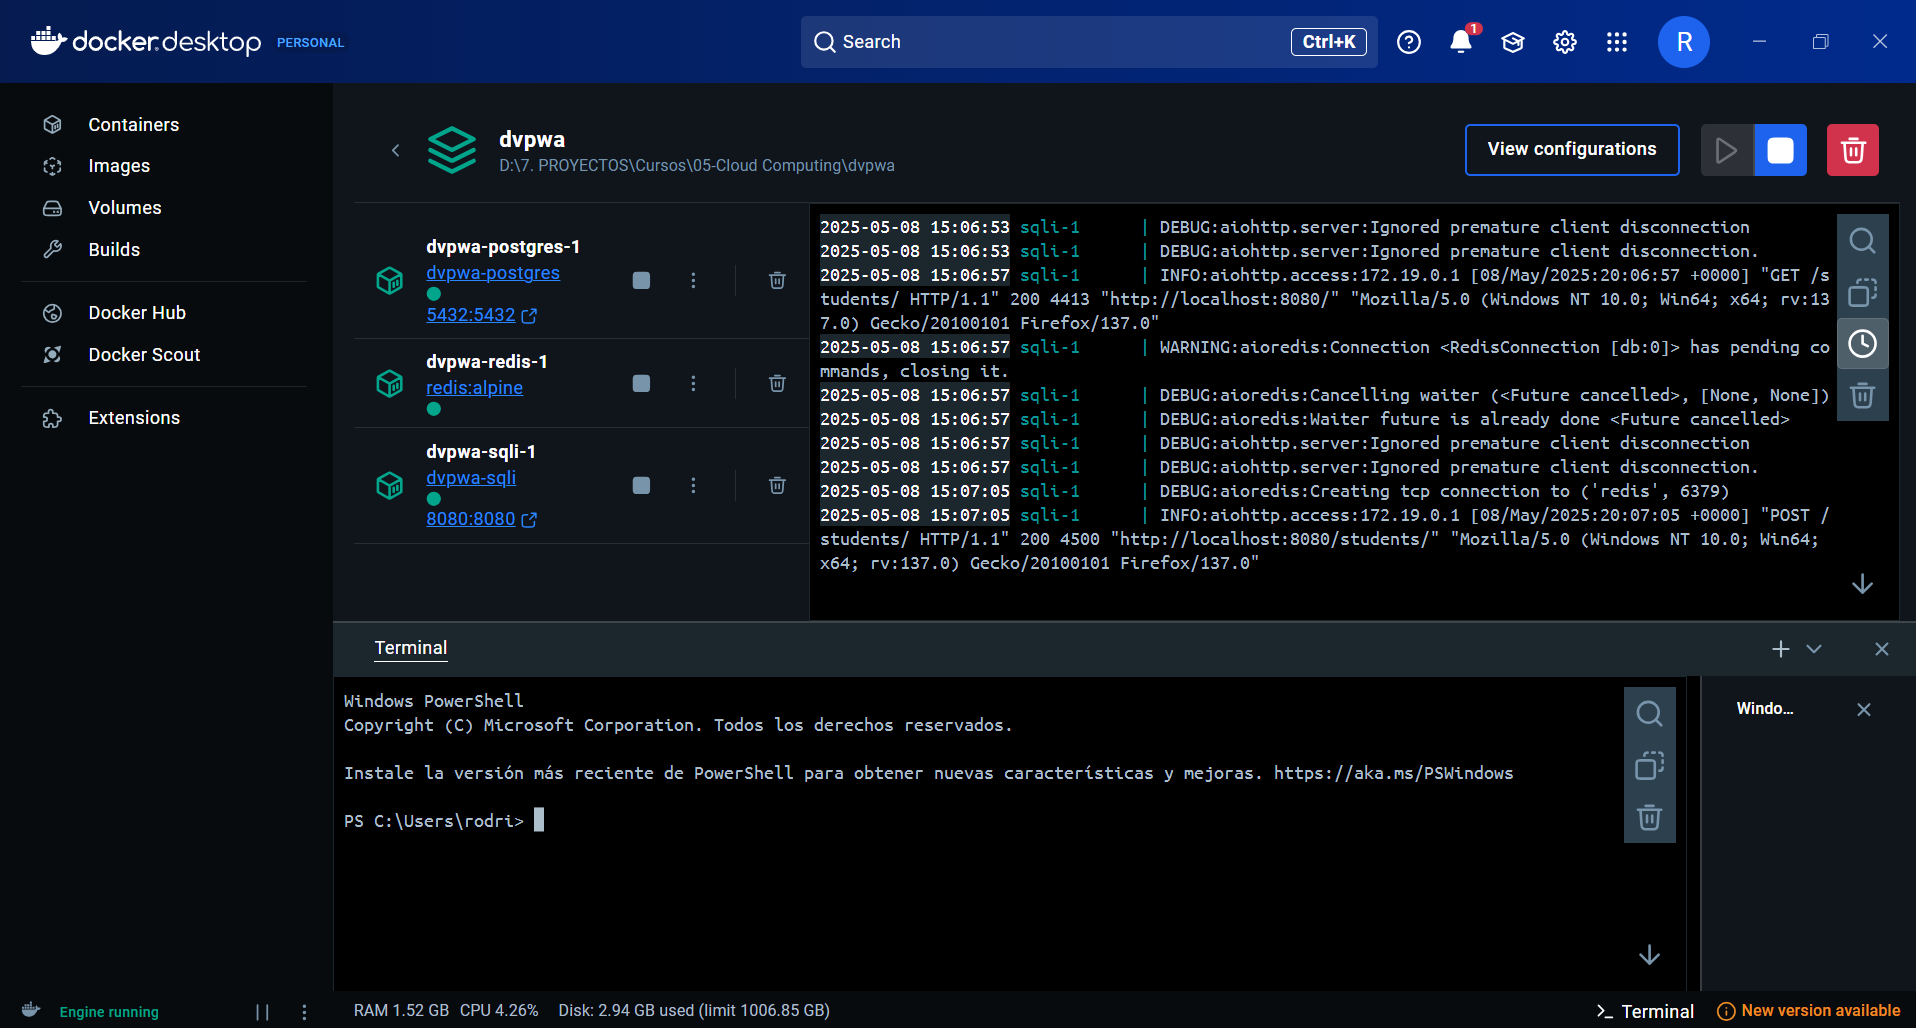 docker.desktop PERSONAL
Search
Ctrl+K
1
R
Containers
Images
Volumes
Builds
Docker Hub
Docker Scout
Extensions
dvpwa
D:\7. PROYECTOS\Cursos\05-Cloud Computing\dvpwa
View configurations
dvpwa-postgres-1
dvpwa-postgres
5432:5432
dvpwa-redis-1
redis:alpine
dvpwa-sqli-1
dvpwa-sqli
8080:8080
2025-05-08 15:06:53 sqli-1 | DEBUG:aiohttp.server:Ignored premature client disconnection
2025-05-08 15:06:53 sqli-1 | DEBUG:aiohttp.server:Ignored premature client disconnection.
2025-05-08 15:06:57 sqli-1 | INFO:aiohttp.access:172.19.0.1 [08/May/2025:20:06:57 +0000] "GET /s
tudents/ HTTP/1.1" 200 4413 "http://localhost:8080/" "Mozilla/5.0 (Windows NT 10.0; Win64; x64; rv:13
7.0) Gecko/20100101 Firefox/137.0"
2025-05-08 15:06:57 sqli-1 | WARNING:aioredis:Connection <RedisConnection [db:0]> has pending co
mmands, closing it.
2025-05-08 15:06:57 sqli-1 | DEBUG:aioredis:Cancelling waiter (<Future cancelled>, [None, None])
2025-05-08 15:06:57 sqli-1 | DEBUG:aioredis:Waiter future is already done <Future cancelled>
2025-05-08 15:06:57 sqli-1 | DEBUG:aiohttp.server:Ignored premature client disconnection
2025-05-08 15:06:57 sqli-1 | DEBUG:aiohttp.server:Ignored premature client disconnection.
2025-05-08 15:07:05 sqli-1 | DEBUG:aioredis:Creating tcp connection to ('redis', 6379)
2025-05-08 15:07:05 sqli-1 | INFO:aiohttp.access:172.19.0.1 [08/May/2025:20:07:05 +0000] "POST /
students/ HTTP/1.1" 200 4500 "http://localhost:8080/students/" "Mozilla/5.0 (Windows NT 10.0; Win64;
x64; rv:137.0) Gecko/20100101 Firefox/137.0"
Terminal
Windows PowerShell
Copyright (C) Microsoft Corporation. Todos los derechos reservados.
Instale la versión más reciente de PowerShell para obtener nuevas características y mejoras. https://aka.ms/PSWindows
PS C:\Users\rodri>
Windo...
Engine running
RAM 1.52 GB CPU 4.26% Disk: 2.94 GB used (limit 1006.85 GB)
Terminal
New version available